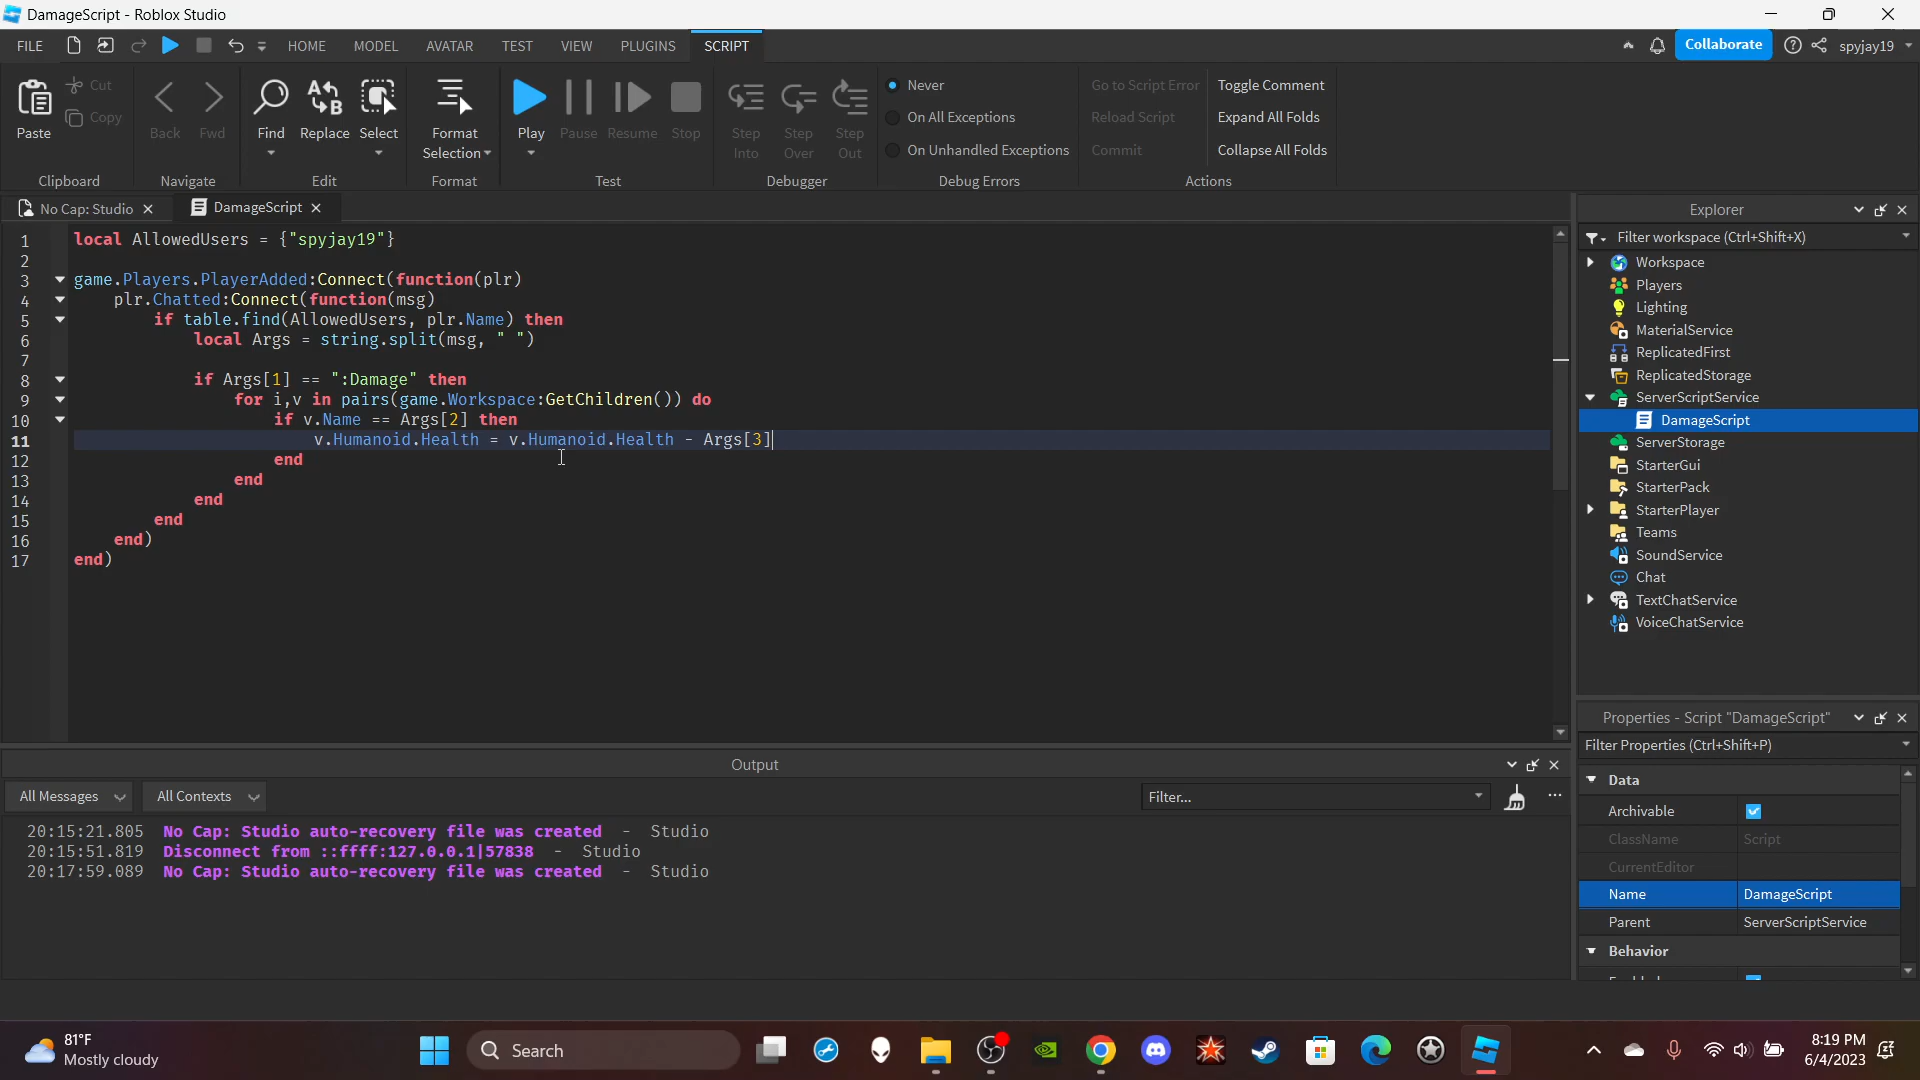 DamageScript - Roblox Studio
FILE HOME MODEL AVATAR TEST VIEW PLUGINS SCRIPT Collaborate spyjay19
Paste Cut Copy Back Fwd Find Replace Select Format Selection Play Pause Resume Stop Step Into Step Over Step Out
Never
On All Exceptions
On Unhandled Exceptions
Go to Script Error
Reload Script
Commit
Toggle Comment
Expand All Folds
Collapse All Folds
Clipboard Navigate Edit Format Test Debugger Debug Errors Actions
No Cap: Studio DamageScript
1 local AllowedUsers = {"spyjay19"}
2
3 game.Players.PlayerAdded:Connect(function(plr)
4 plr.Chatted:Connect(function(msg)
5 if table.find(AllowedUsers, plr.Name) then
6 local Args = string.split(msg, " ")
7
8 if Args[1] == ":Damage" then
9 for i,v in pairs(game.Workspace:GetChildren()) do
10 if v.Name == Args[2] then
11 v.Humanoid.Health = v.Humanoid.Health - Args[3]
12 end
13 end
14 end
15 end
16 end)
17 end)
Explorer
Filter workspace (Ctrl+Shift+X)
Workspace
Players
Lighting
MaterialService
ReplicatedFirst
ReplicatedStorage
ServerScriptService
DamageScript
ServerStorage
StarterGui
StarterPack
StarterPlayer
Teams
SoundService
Chat
TextChatService
VoiceChatService
Properties - Script "DamageScript"
Filter Properties (Ctrl+Shift+P)
Data
Archivable
ClassName Script
CurrentEditor
Name DamageScript
Parent ServerScriptService
Behavior
Output
All Messages All Contexts Filter...
20:15:21.805 No Cap: Studio auto-recovery file was created - Studio
20:15:51.819 Disconnect from ::ffff:127.0.0.1|57838 - Studio
20:17:59.089 No Cap: Studio auto-recovery file was created - Studio
81°F
Mostly cloudy
Search
8:19 PM
6/4/2023